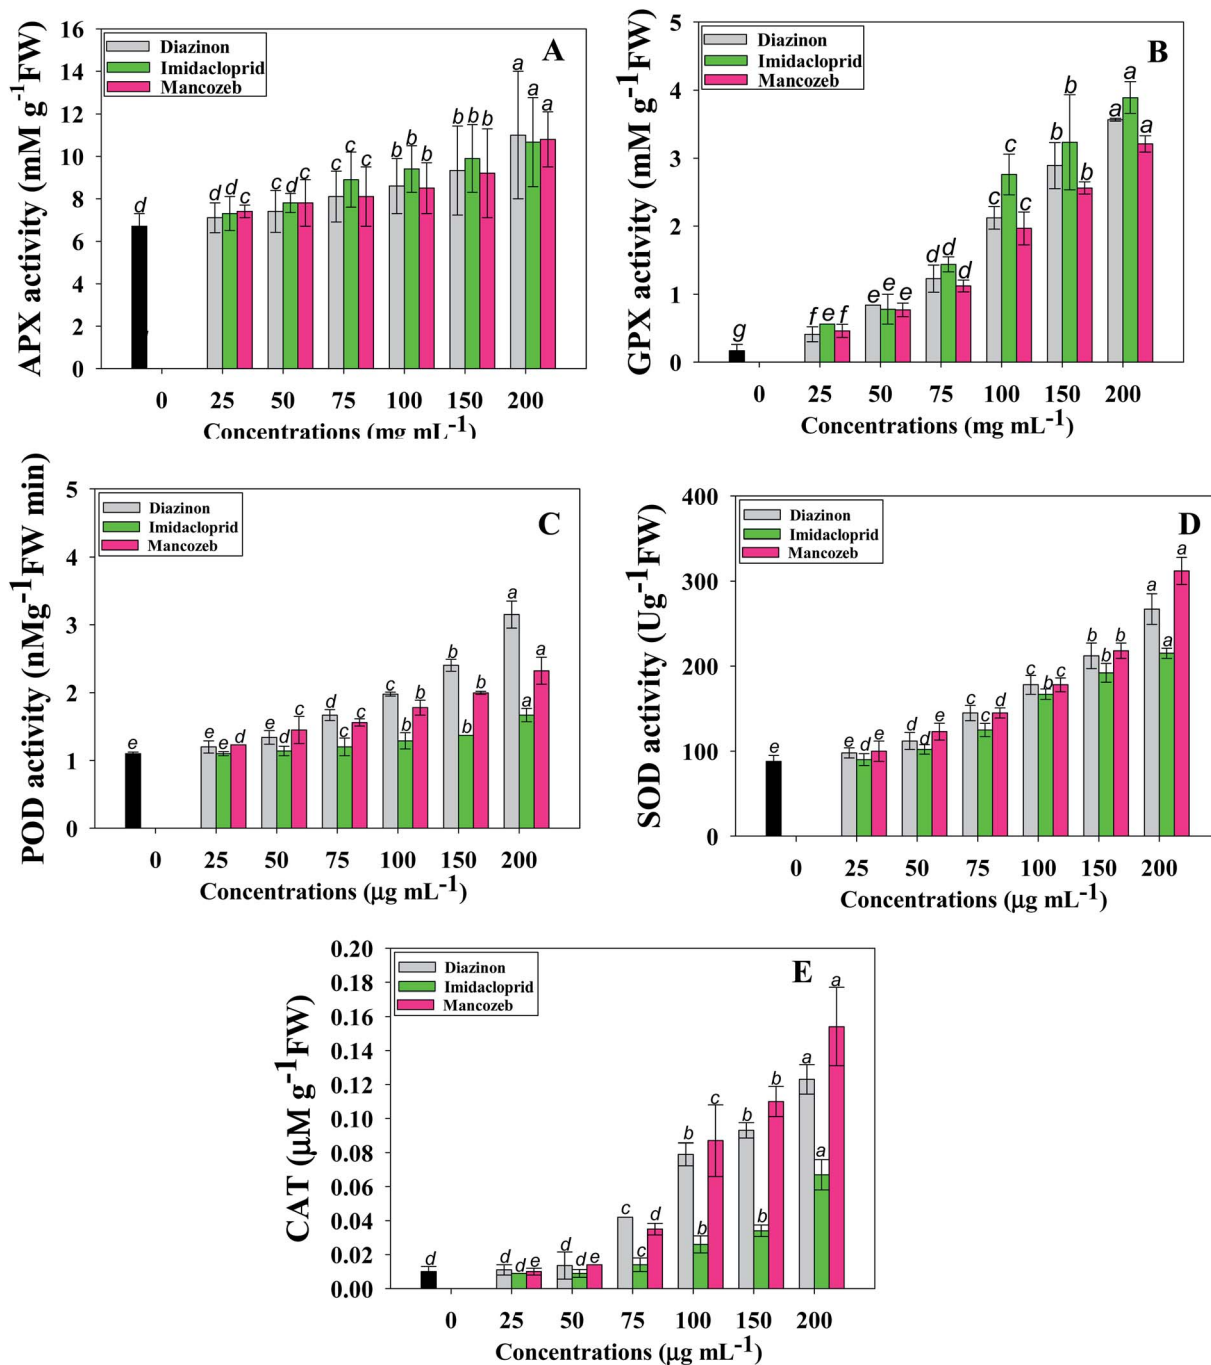 APX activity (mM g-1FW)
16
14
12
10
8
6
4
2
0
Diazinon
Imidacloprid
Mancozeb
A
d
d d c
c d c
c c c
b b b
b b b
a a a
0 25 50 75 100 150 200
Concentrations (mg mL-1)
GPX activity (mM g-1FW)
5
4
3
2
1
0
Diazinon
Imidacloprid
Mancozeb
B
g
f e f
e e e
d d d
c c c
b b b
a a a
0 25 50 75 100 150 200
Concentrations (mg mL-1)
POD activity (nMg-1FW min)
5
4
3
2
1
0
Diazinon
Imidacloprid
Mancozeb
C
e
e e d
e d c
d c c
c b b
b b b
a a a
0 25 50 75 100 150 200
Concentrations (µg mL-1)
SOD activity (Ug-1FW)
400
300
200
100
0
Diazinon
Imidacloprid
Mancozeb
D
e
e d e
d d e
c c d
c b c
b b b
a a a
0 25 50 75 100 150 200
Concentrations (µg mL-1)
CAT (µM g-1FW)
0.20
0.18
0.16
0.14
0.12
0.10
0.08
0.06
0.04
0.02
0.00
Diazinon
Imidacloprid
Mancozeb
E
d
d d e
d d e
c c d
b b c
b b b
a a a
0 25 50 75 100 150 200
Concentrations (µg mL-1)